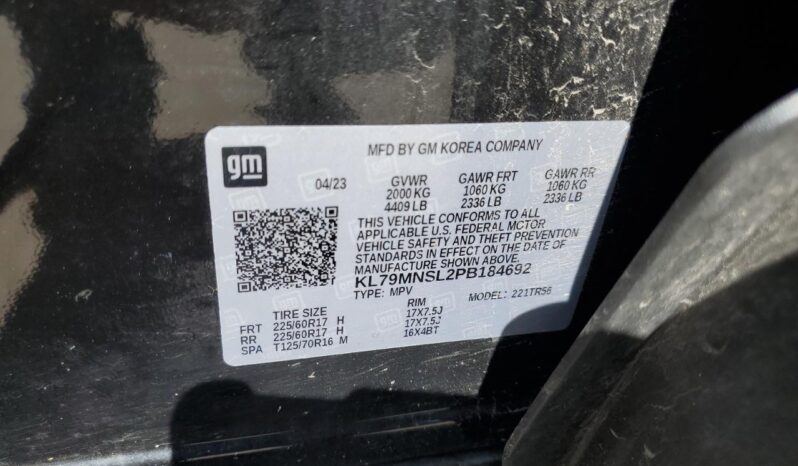 gm
MFD BY GM KOREA COMPANY
04/23 GVWR GAWR FRT GAWR RR
2000 KG 1060 KG 1060 KG
4409 LB 2336 LB 2336 LB
THIS VEHICLE CONFORMS TO ALL
APPLICABLE U.S. FEDERAL MOTOR
VEHICLE SAFETY AND THEFT PREVENTION
STANDARDS IN EFFECT ON THE DATE OF
MANUFACTURE SHOWN ABOVE.
KL79MNSL2PB184692
TYPE: MPV MODEL: 221TR56
TIRE SIZE RIM
FRT 225/60R17 H 17X7.5J
RR 225/60R17 H 17X7.5J
SPA T125/70R16 M 16X4BT